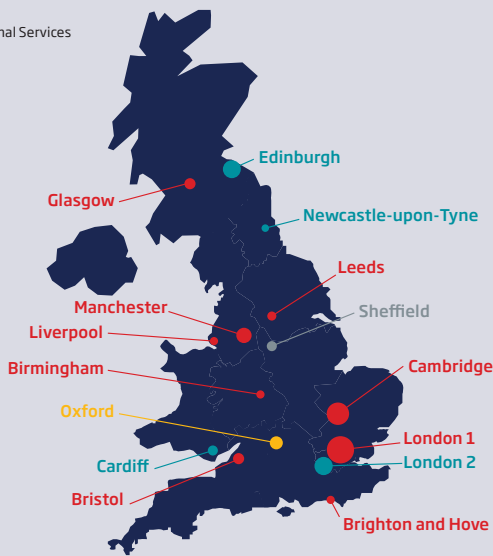 Services
Edinburgh
Glasgow
Newcastle-upon-Tyne
Leeds
Manchester
Sheffield
Liverpool
Birmingham
Cambridge
Oxford
London 1
Cardiff
London 2
Bristol
Brighton and Hove